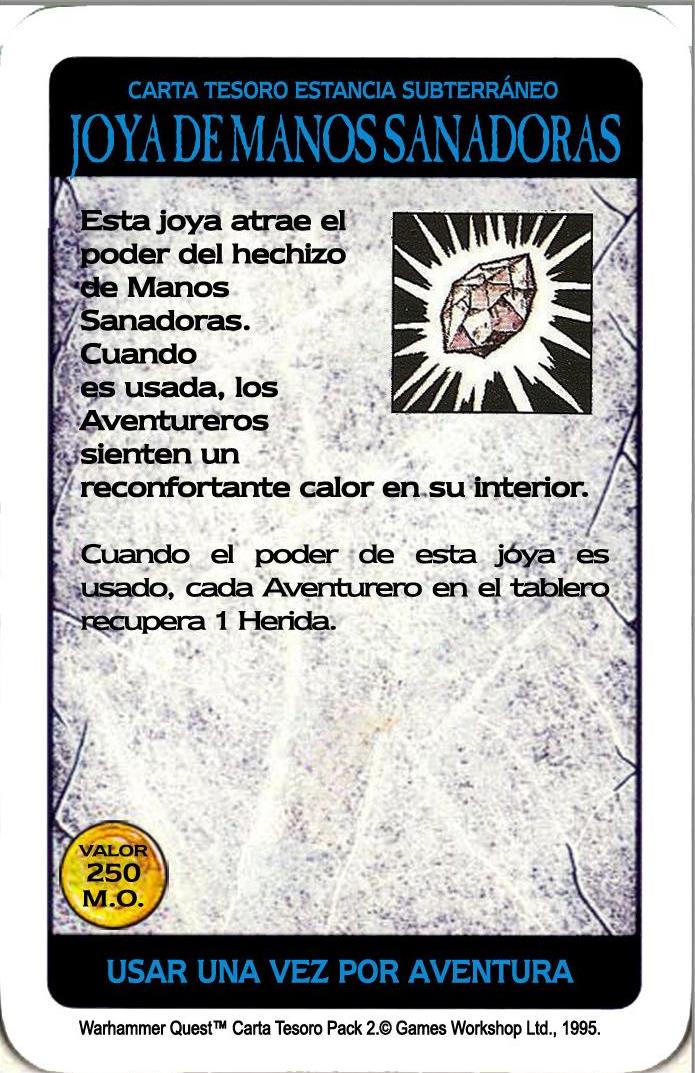 CARTA TESORO ESTANCIA SUBTERRÁNEO
JOYA DE MANOS SANADORAS
Esta joya atrae el
poder del hechizo
de Manos
Sanadoras.
Cuando
es usada, los
Aventureros
sienten un
reconfortante calor en su interior.
Cuando el poder de esta joya es
usado, cada Aventurero en el tablero
recupera 1 Herida.
VALOR
250
M.O.
USAR UNA VEZ POR AVENTURA
Warhammer Quest™ Carta Tesoro Pack 2.© Games Workshop Ltd., 1995.